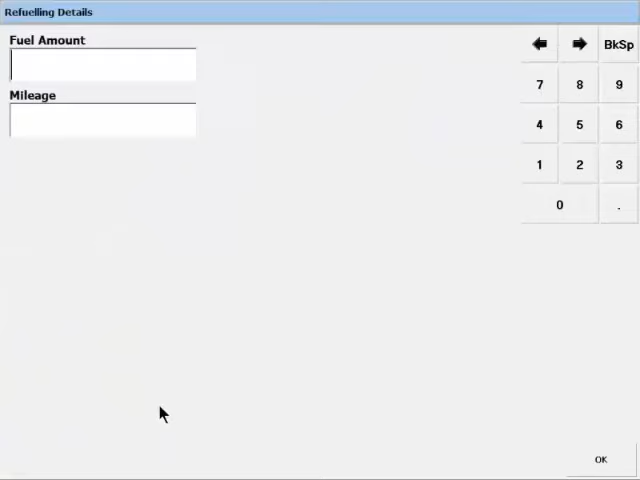 Refuelling Details
Fuel Amount
BkSp
7 8 9
Mileage
4 5 6
1 2 3
0 .
OK